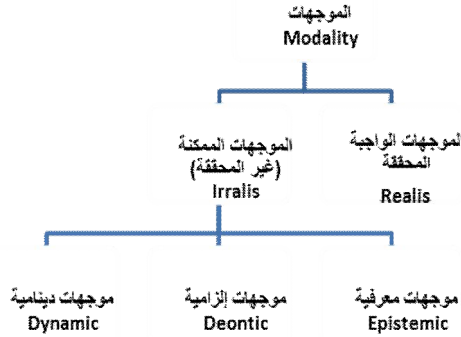 الموجهات
Modality
الموجهات الواجبة
المحققة
Realis
الموجهات الممكنة
(غير المحققة)
Irralis
موجهات معرفية
Epistemic
موجهات إلزامية
Deontic
موجهات دينامية
Dynamic